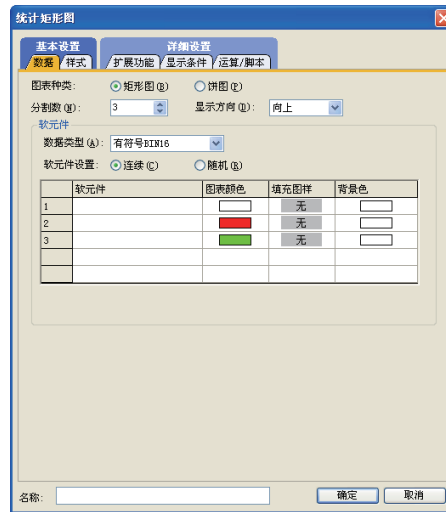 统计矩形图
基本设置 详细设置
数据 样式 扩展功能 显示条件 运算/脚本
图表种类: 矩形图(B) 饼图(P)
分割数(N): 3 显示方向(D): 向上
软元件
数据类型(A): 有符号BIN16
软元件设置: 连续(C) 随机(R)
软元件 图表颜色 填充图样 背景色
1 无
2 无
3 无
名称: 确定 取消